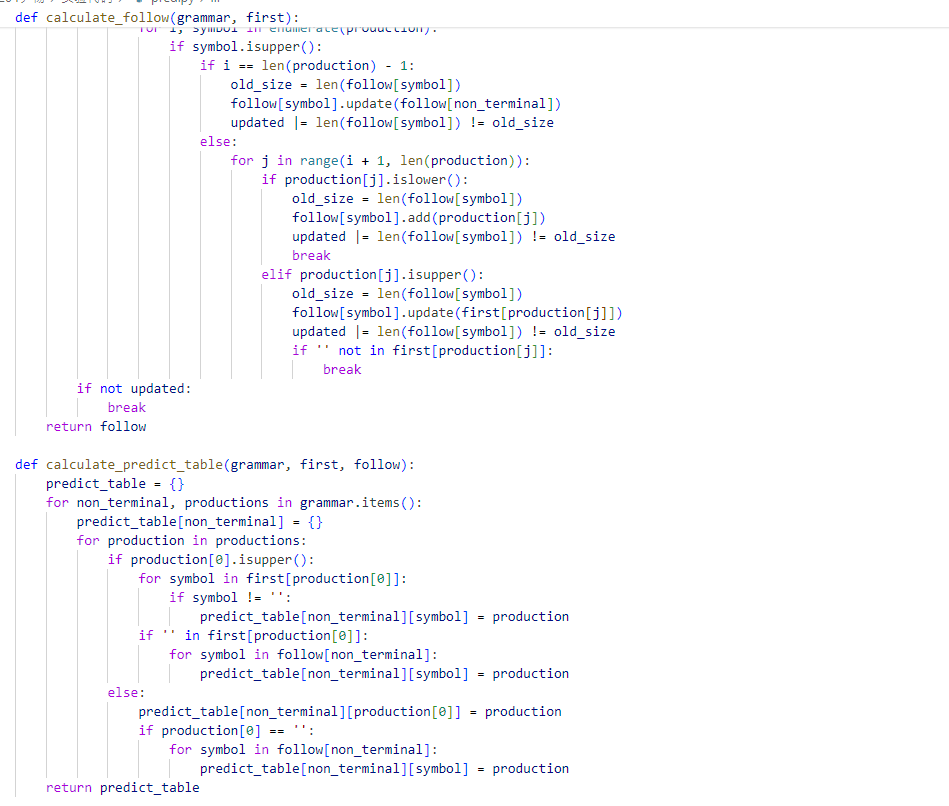 def calculate_follow(grammar, first):
for i, symbol in enumerate(production):
if symbol.isupper():
if i == len(production) - 1:
old_size = len(follow[symbol])
follow[symbol].update(follow[non_terminal])
updated |= len(follow[symbol]) != old_size
else:
for j in range(i + 1, len(production)):
if production[j].islower():
old_size = len(follow[symbol])
follow[symbol].add(production[j])
updated |= len(follow[symbol]) != old_size
break
elif production[j].isupper():
old_size = len(follow[symbol])
follow[symbol].update(first[production[j]])
updated |= len(follow[symbol]) != old_size
if '' not in first[production[j]]:
break
if not updated:
break
return follow
def calculate_predict_table(grammar, first, follow):
predict_table = {}
for non_terminal, productions in grammar.items():
predict_table[non_terminal] = {}
for production in productions:
if production[0].isupper():
for symbol in first[production[0]]:
if symbol != '':
predict_table[non_terminal][symbol] = production
if '' in first[production[0]]:
for symbol in follow[non_terminal]:
predict_table[non_terminal][symbol] = production
else:
predict_table[non_terminal][production[0]] = production
if production[0] == '':
for symbol in follow[non_terminal]:
predict_table[non_terminal][symbol] = production
return predict_table